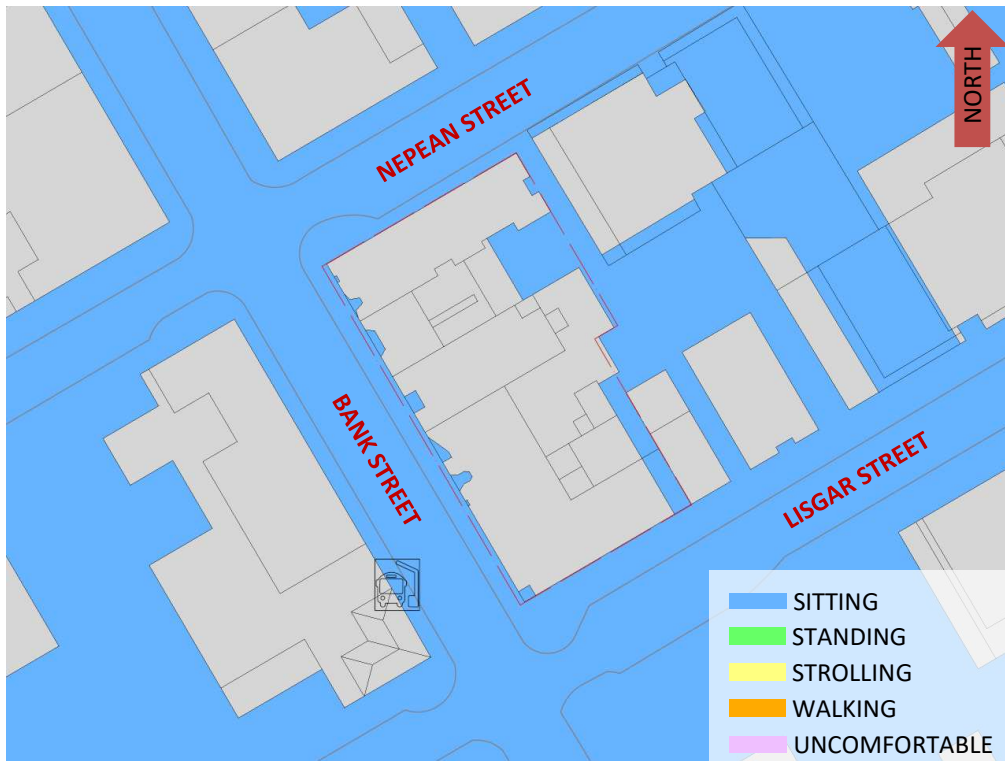 NORTH
NEPEAN STREET
BANK STREET
LISGAR STREET
SITTING
STANDING
STROLLING
WALKING
UNCOMFORTABLE